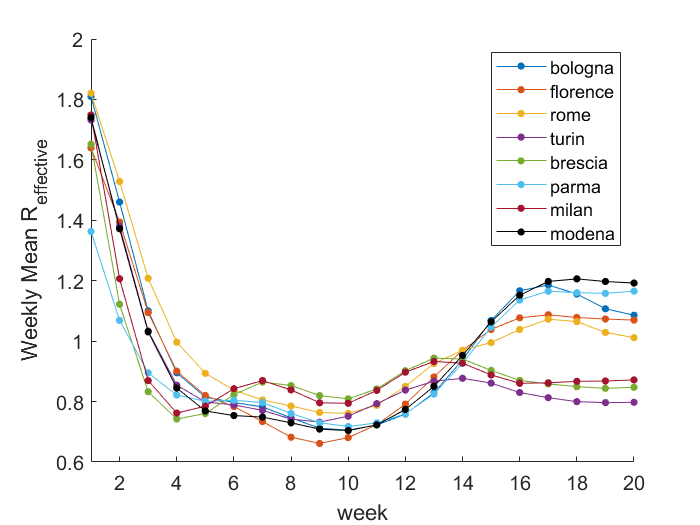 2
1.8
1.6
1.4
1.2
1
0.8
0.6
Weekly Mean R_effective
2 4 6 8 10 12 14 16 18 20
week
bologna
florence
rome
turin
brescia
parma
milan
modena